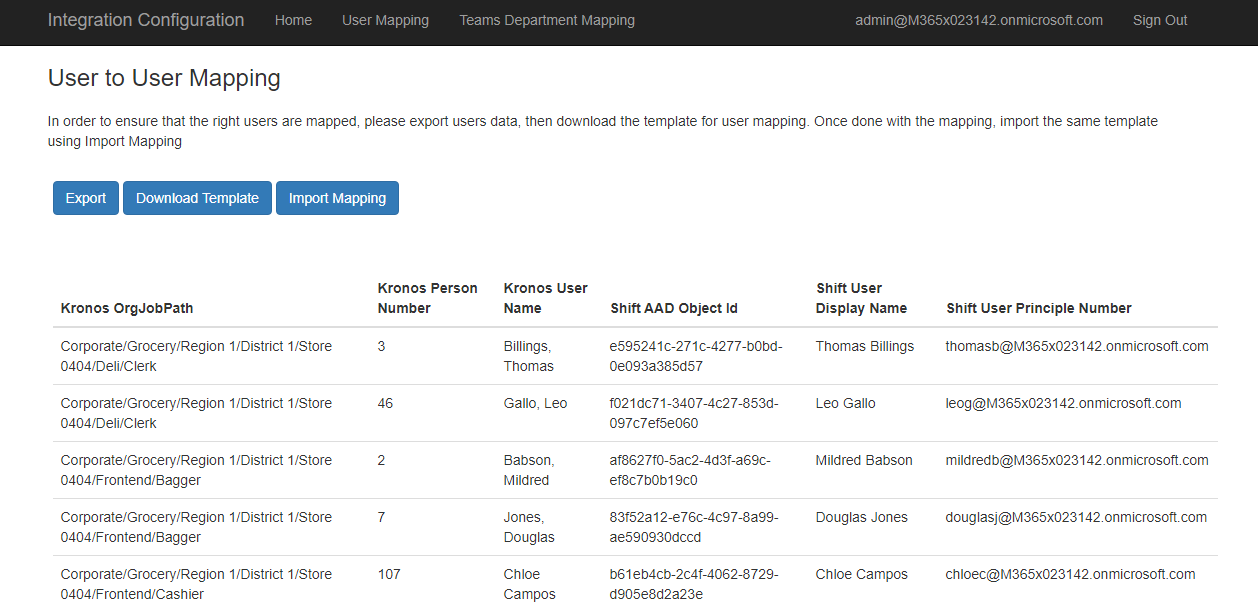 Integration Configuration Home User Mapping Teams Department Mapping admin@M365x023142.onmicrosoft.com Sign Out
User to User Mapping
In order to ensure that the right users are mapped, please export users data, then download the template for user mapping. Once done with the mapping, import the same template
using Import Mapping
Export Download Template Import Mapping
Kronos Person Kronos User Shift User
Kronos OrgJobPath Number Name Shift AAD Object Id Display Name Shift User Principle Number
Corporate/Grocery/Region 1/District 1/Store 3 Billings, e595241c-271c-4277-b0bd- Thomas Billings thomasb@M365x023142.onmicrosoft.com
0404/Deli/Clerk Thomas 0e093a385d57
Corporate/Grocery/Region 1/District 1/Store 46 Gallo, Leo f021dc71-3407-4c27-853d- Leo Gallo leog@M365x023142.onmicrosoft.com
0404/Deli/Clerk 097c7ef5e060
Corporate/Grocery/Region 1/District 1/Store 2 Babson, af8627f0-5ac2-4d3f-a69c- Mildred Babson mildredb@M365x023142.onmicrosoft.com
0404/Frontend/Bagger Mildred ef8c7b0b19c0
Corporate/Grocery/Region 1/District 1/Store 7 Jones, 83f52a12-e76c-4c97-8a99- Douglas Jones douglasj@M365x023142.onmicrosoft.com
0404/Frontend/Bagger Douglas ae590930dccd
Corporate/Grocery/Region 1/District 1/Store 107 Chloe b61eb4cb-2c4f-4062-8729- Chloe Campos chloec@M365x023142.onmicrosoft.com
0404/Frontend/Cashier Campos d905e8d2a23e